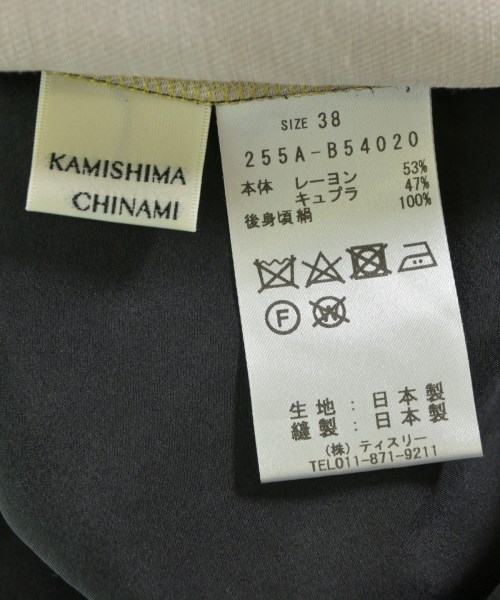 KAMISHIMA
CHINAMI
SIZE 38
255A-B54020
本体 レーヨン 53%
キュプラ 47%
後身頃絹 100%
F W
生地:日本製
縫製:日本製
(株)ティスリー
TEL011-871-9211